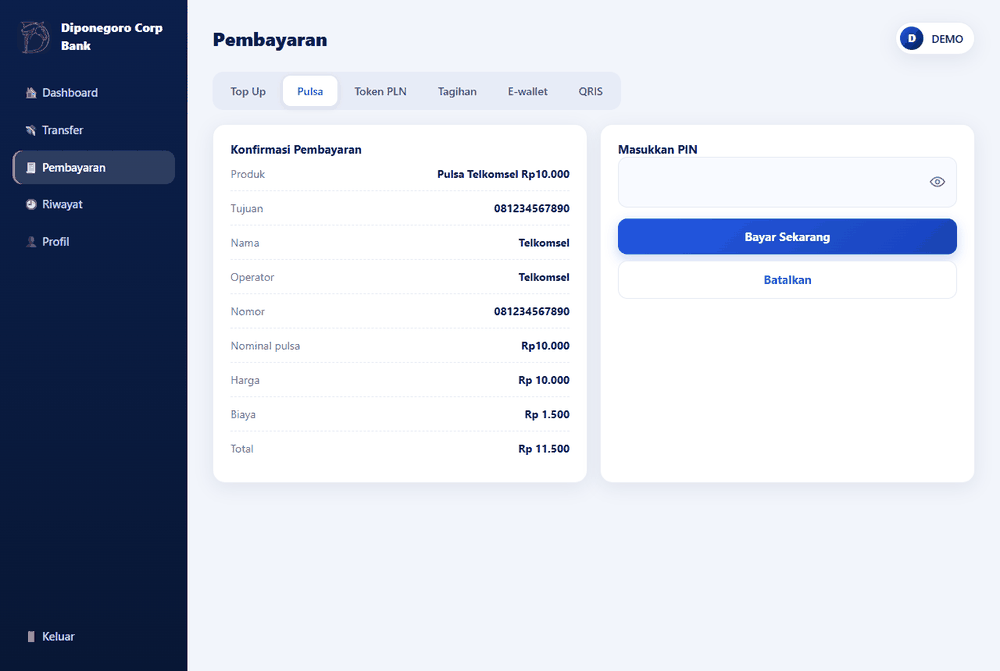 Diponegoro Corp
Bank
Dashboard
Transfer
Pembayaran
Riwayat
Profil
Keluar
Pembayaran
D DEMO
Top Up Pulsa Token PLN Tagihan E-wallet QRIS
Konfirmasi Pembayaran
Produk Pulsa Telkomsel Rp10.000
Tujuan 081234567890
Nama Telkomsel
Operator Telkomsel
Nomor 081234567890
Nominal pulsa Rp10.000
Harga Rp 10.000
Biaya Rp 1.500
Total Rp 11.500
Masukkan PIN
Bayar Sekarang
Batalkan